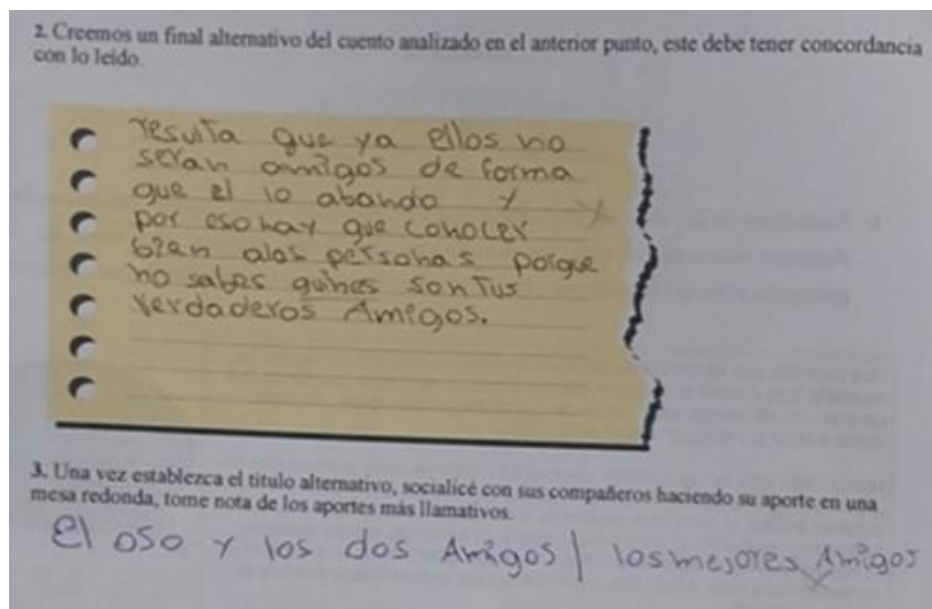 2. Creemos un final alternativo del cuento analizado en el anterior punto, este debe tener concordancia
con lo leído.
resulta que ya ellos no
seran amigos de forma
que el lo abando y
por eso hay que conocer
bien alas personas porque
no sabes quines son tus
verdaderos Amigos.
3. Una vez establezca el titulo alternativo, socialicé con sus compañeros haciendo su aporte en una
mesa redonda, tome nota de los aportes más llamativos.
El oso y los dos Amigos | los mejores Amigos